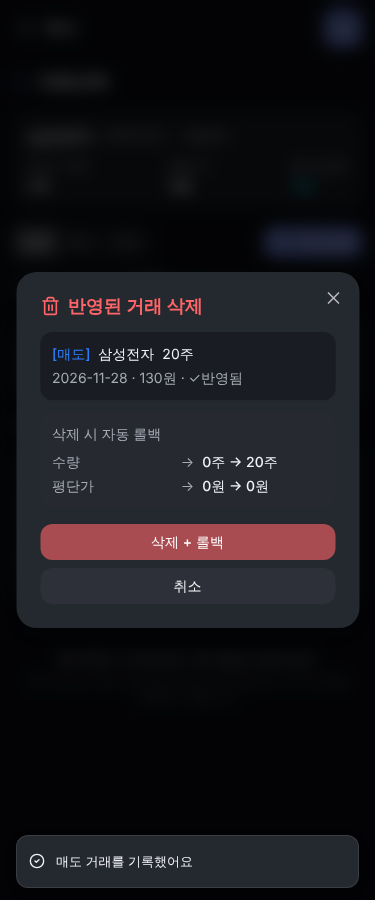 반영된 거래 삭제
[매도] 삼성전자 20주
2026-11-28 · 130원 · ✓반영됨
삭제 시 자동 롤백
수량 → 0주 → 20주
평단가 → 0원 → 0원
삭제 + 롤백
취소
매도 거래를 기록했어요